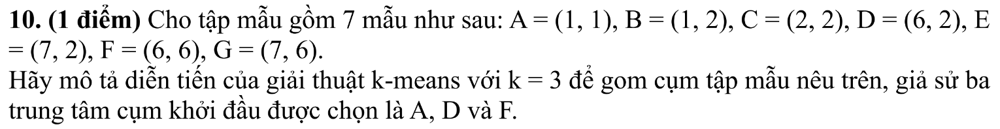 10. (1 điểm) Cho tập mẫu gồm 7 mẫu như sau: A = (1, 1), B = (1, 2), C = (2, 2), D = (6, 2), E
= (7, 2), F = (6, 6), G = (7, 6).
Hãy mô tả diễn tiến của giải thuật k-means với k = 3 để gom cụm tập mẫu nêu trên, giả sử ba
trung tâm cụm khởi đầu được chọn là A, D và F.